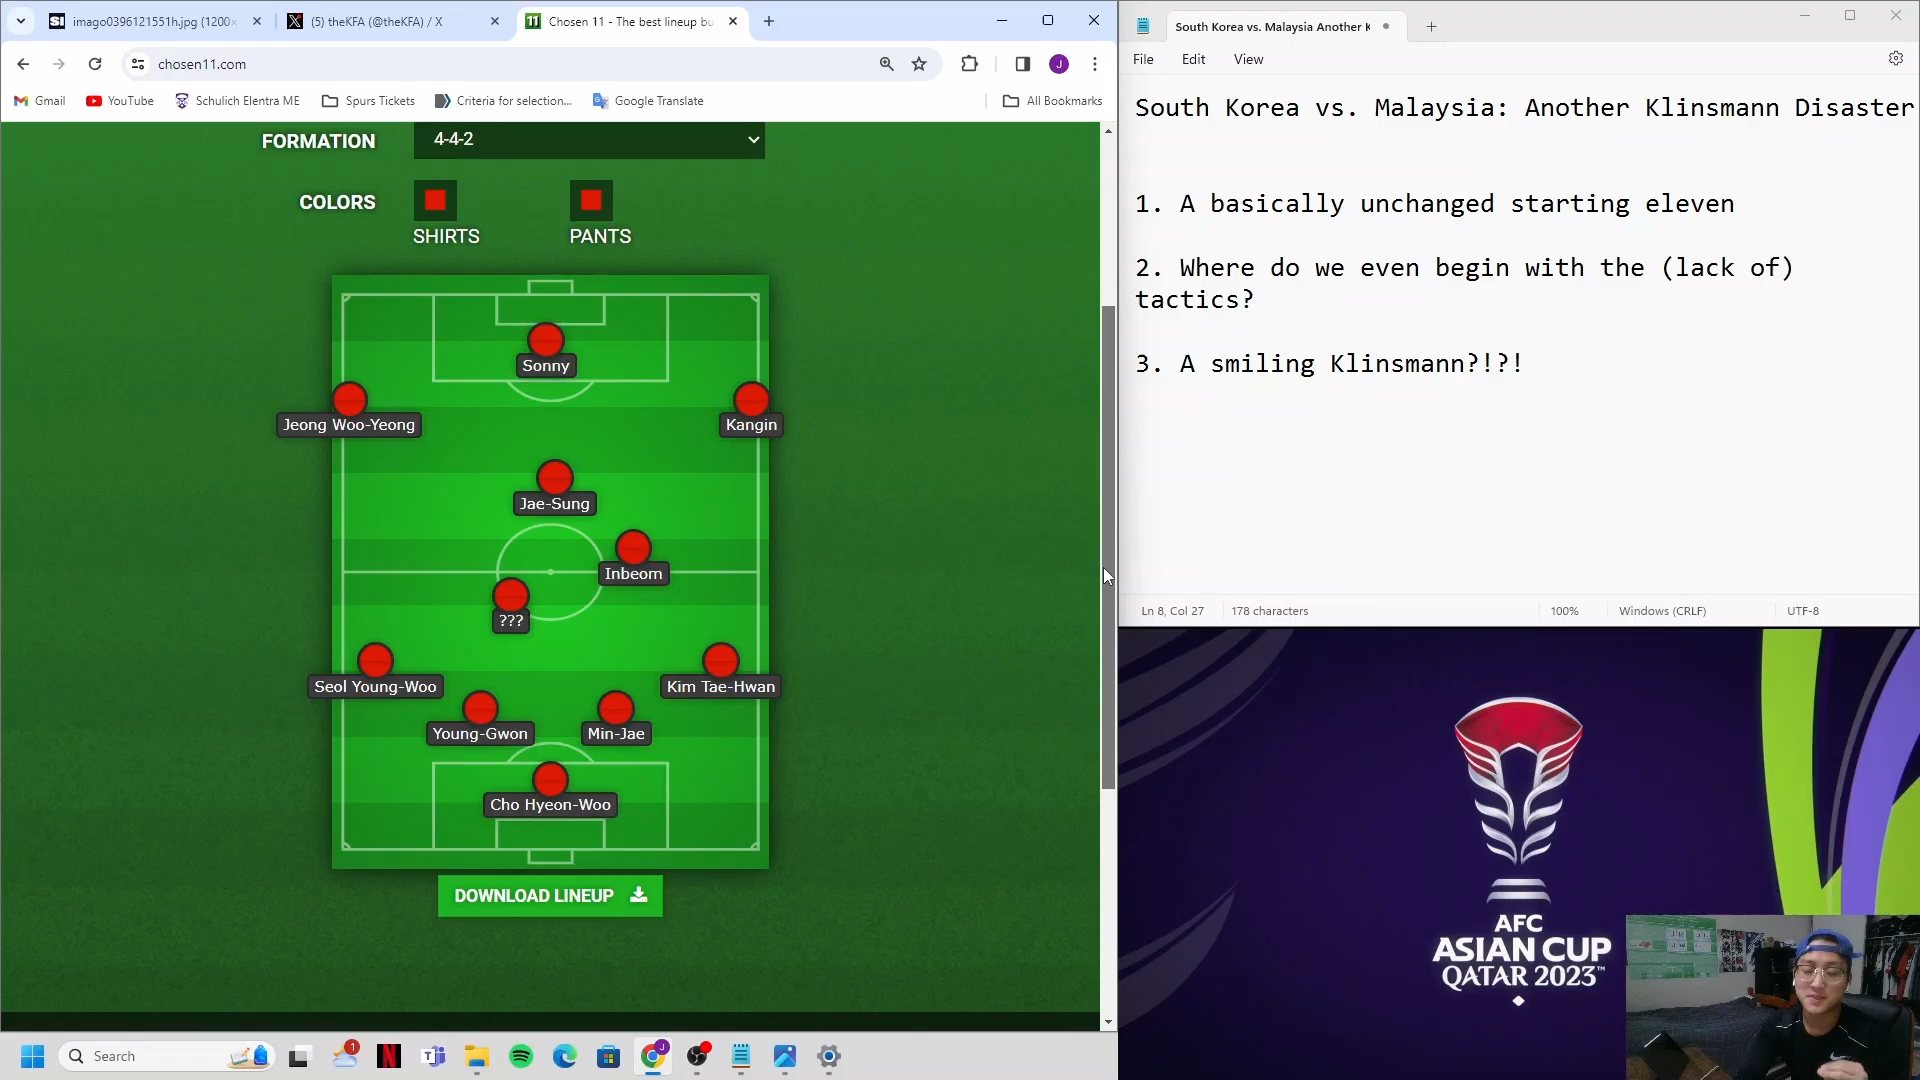 imago0396121551h.jpg (1200×
(5) theKFA (@theKFA) / X
Chosen 11 - The best lineup bu
chosen11.com
Gmail
YouTube
Schulich Elentra ME
Spurs Tickets
Criteria for selection...
Google Translate
All Bookmarks
FORMATION
4-4-2
COLORS
SHIRTS
PANTS
Sonny
Jeong Woo-Yeong
Kangin
Jae-Sung
Inbeom
???
Seol Young-Woo
Kim Tae-Hwan
Young-Gwon
Min-Jae
Cho Hyeon-Woo
DOWNLOAD LINEUP
South Korea vs. Malaysia Another K
File Edit View
South Korea vs. Malaysia: Another Klinsmann Disaster
1. A basically unchanged starting eleven
2. Where do we even begin with the (lack of)
tactics?
3. A smiling Klinsmann?!?!
Ln 8, Col 27
178 characters
100%
Windows (CRLF)
UTF-8
AFC
ASIAN CUP
QATAR 2023™
Search
1